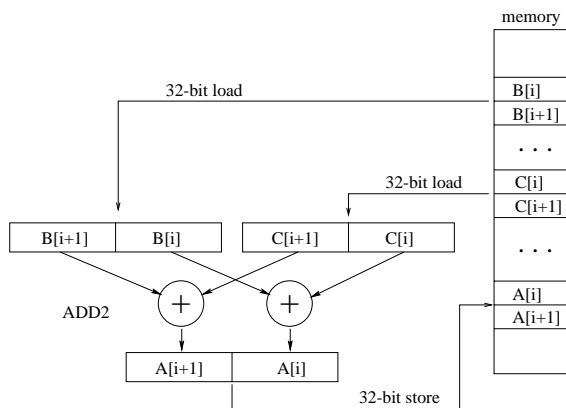 memory
B[i]
32-bit load
B[i+1]
. . .
C[i]
32-bit load
C[i+1]
B[i+1] B[i] C[i+1] C[i]
. . .
A[i]
+ +
ADD2
A[i+1]
A[i+1] A[i]
32-bit store